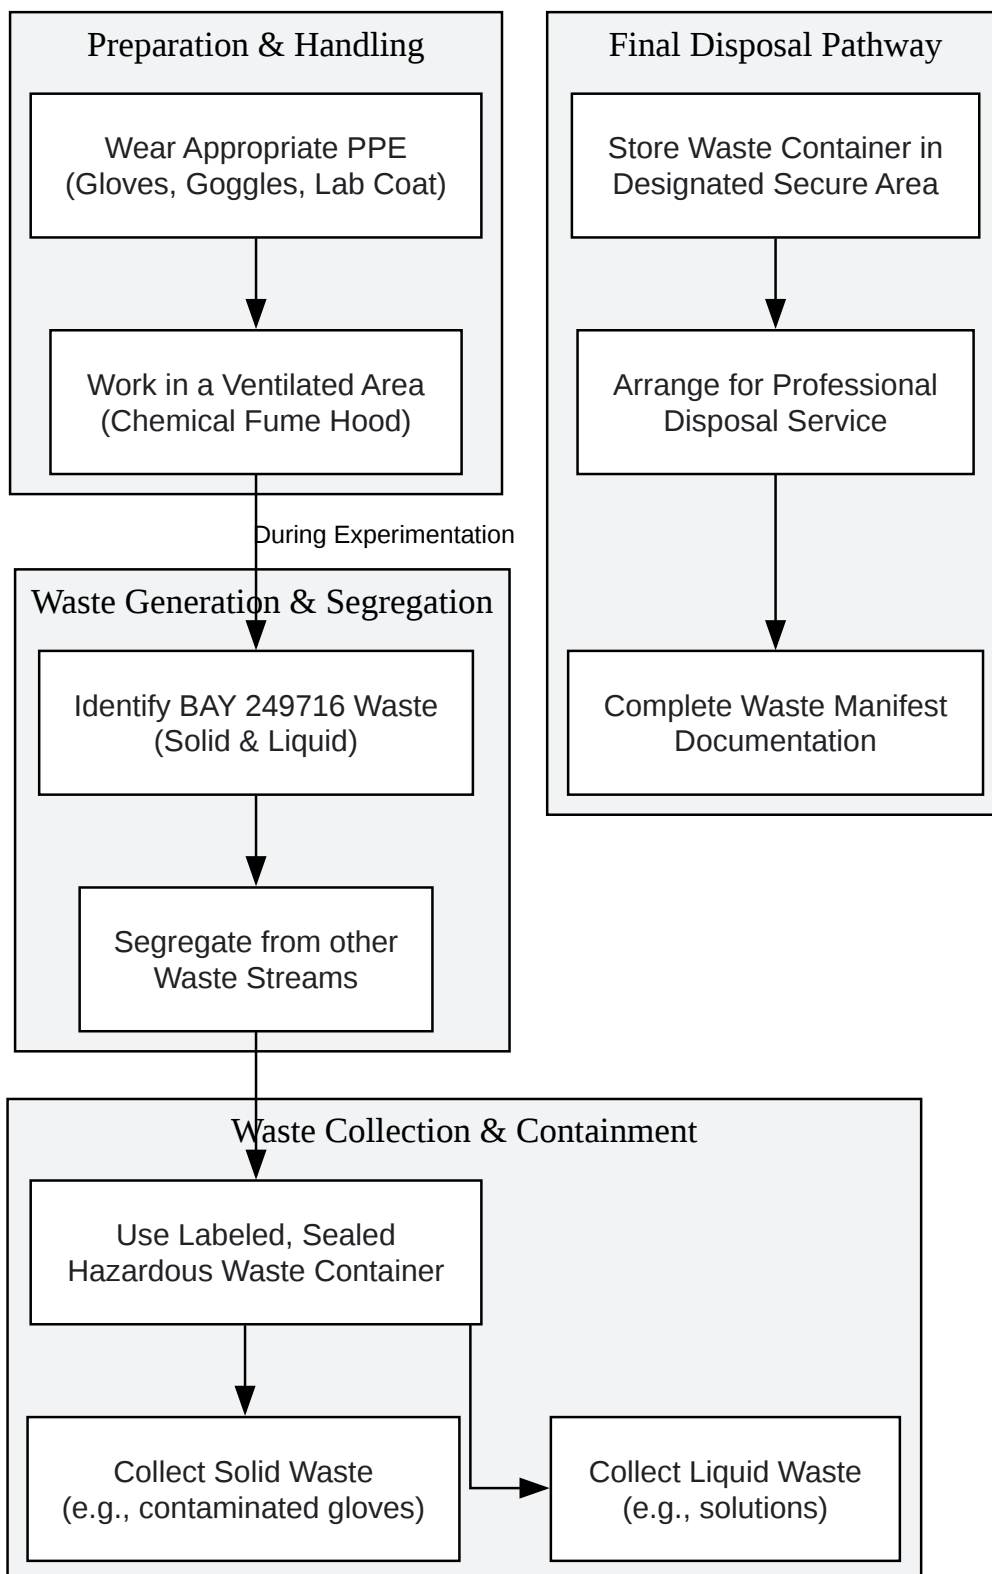 Preparation & Handling
Wear Appropriate PPE
(Gloves, Goggles, Lab Coat)
Work in a Ventilated Area
(Chemical Fume Hood)
During Experimentation
Waste Generation & Segregation
Identify BAY 249716 Waste
(Solid & Liquid)
Segregate from other
Waste Streams
Waste Collection & Containment
Use Labeled, Sealed
Hazardous Waste Container
Collect Solid Waste
(e.g., contaminated gloves)
Collect Liquid Waste
(e.g., solutions)
Final Disposal Pathway
Store Waste Container in
Designated Secure Area
Arrange for Professional
Disposal Service
Complete Waste Manifest
Documentation